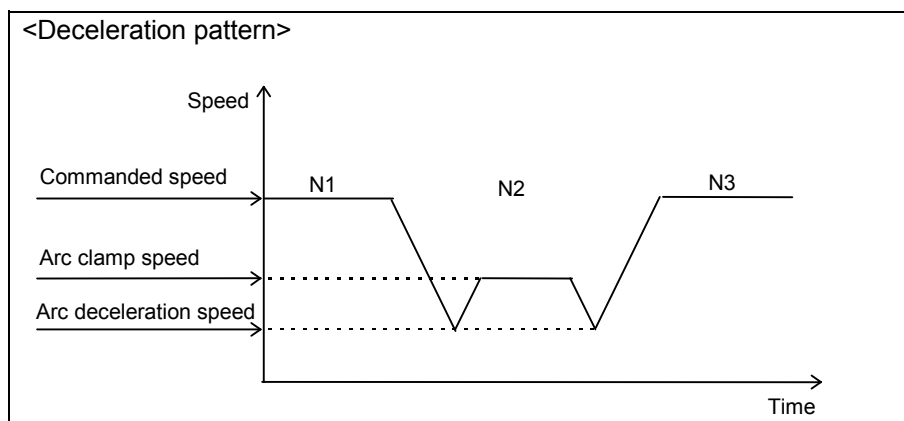 <Deceleration pattern>
Speed
Commanded speed
N1
N2
N3
Arc clamp speed
Arc deceleration speed
Time